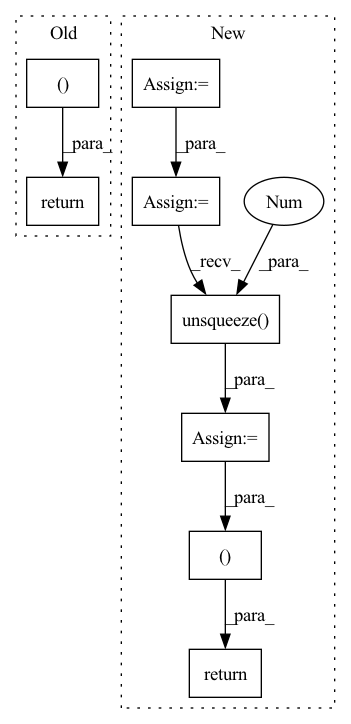 Old
New
()
Assign:=
_para_
_para_
return
Assign:=
Num
_recv_
_para_
unsqueeze()
_para_
Assign:=
_para_
()
_para_
return